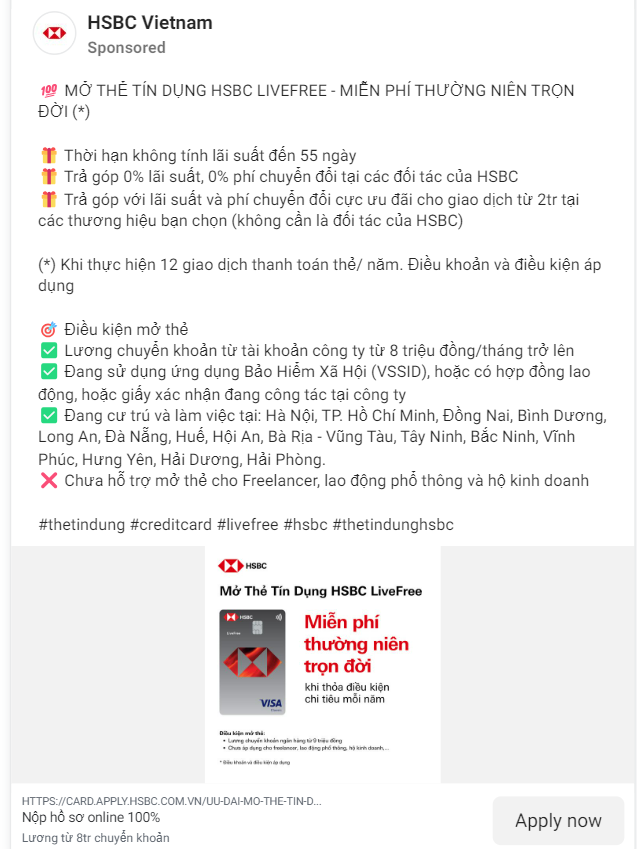 HSBC Vietnam
Sponsored
💯 MỞ THẺ TÍN DỤNG HSBC LIVEFREE - MIỄN PHÍ THƯỜNG NIÊN TRỌN
ĐỜI (*)
🎁 Thời hạn không tính lãi suất đến 55 ngày
🎁 Trả góp 0% lãi suất, 0% phí chuyển đổi tại các đối tác của HSBC
🎁 Trả góp với lãi suất và phí chuyển đổi cực ưu đãi cho giao dịch từ 2tr tại
các thương hiệu bạn chọn (không cần là đối tác của HSBC)
(*) Khi thực hiện 12 giao dịch thanh toán thẻ/ năm. Điều khoản và điều kiện áp
dụng
🎯 Điều kiện mở thẻ
✅ Lương chuyển khoản từ tài khoản công ty từ 8 triệu đồng/tháng trở lên
✅ Đang sử dụng ứng dụng Bảo Hiểm Xã Hội (VSSID), hoặc có hợp đồng lao
động, hoặc giấy xác nhận đang công tác tại công ty
✅ Đang cư trú và làm việc tại: Hà Nội, TP. Hồ Chí Minh, Đồng Nai, Bình Dương,
Long An, Đà Nẵng, Huế, Hội An, Bà Rịa - Vũng Tàu, Tây Ninh, Bắc Ninh, Vĩnh
Phúc, Hưng Yên, Hải Dương, Hải Phòng.
❌ Chưa hỗ trợ mở thẻ cho Freelancer, lao động phổ thông và hộ kinh doanh
#thetindung #creditcard #livefree #hsbc #thetindunghsbc
HSBC
Mở Thẻ Tín Dụng HSBC LiveFree
HSBC
LiveFree
VISA
Miễn phí
thường niên
trọn đời
khi thỏa điều kiện
chi tiêu mỗi năm
Điều kiện mở thẻ:
• Lương chuyển khoản ngân hàng từ 9 triệu đồng
• Chưa áp dụng cho freelancer, lao động phổ thông, hộ kinh doanh,...
* Điều khoản và điều kiện áp dụng
HTTPS://CARD.APPLY.HSBC.COM.VN/UU-DAI-MO-THE-TIN-D...
Nộp hồ sơ online 100%
Lương từ 8tr chuyển khoản
Apply now